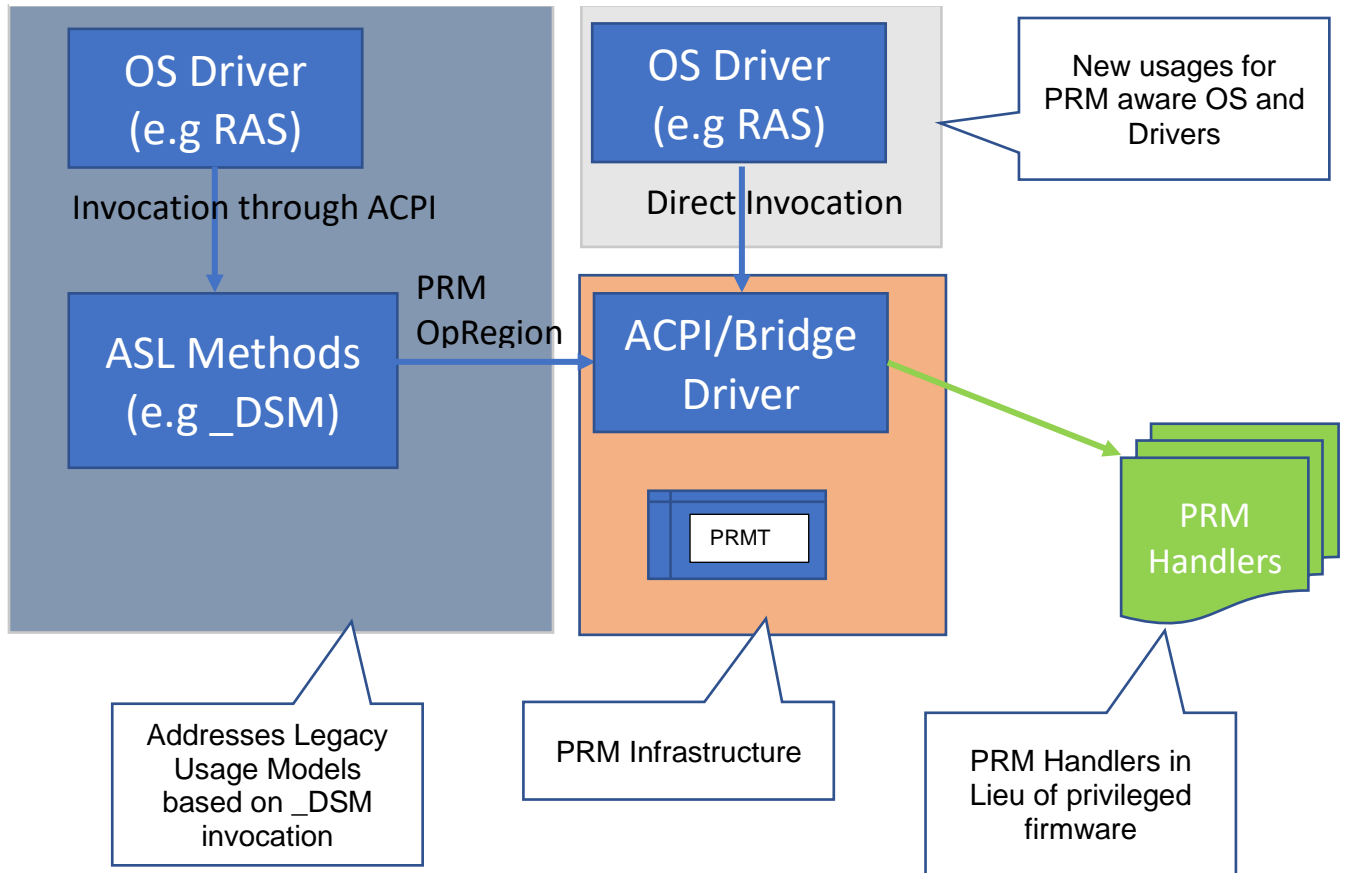 OS Driver
(e.g RAS)
Invocation through ACPI
ASL Methods
(e.g _DSM)
PRM
OpRegion
OS Driver
(e.g RAS)
Direct Invocation
ACPI/Bridge
Driver
PRMT
New usages for
PRM aware OS and
Drivers
PRM
Handlers
Addresses Legacy
Usage Models
based on _DSM
invocation
PRM Infrastructure
PRM Handlers in
Lieu of privileged
firmware